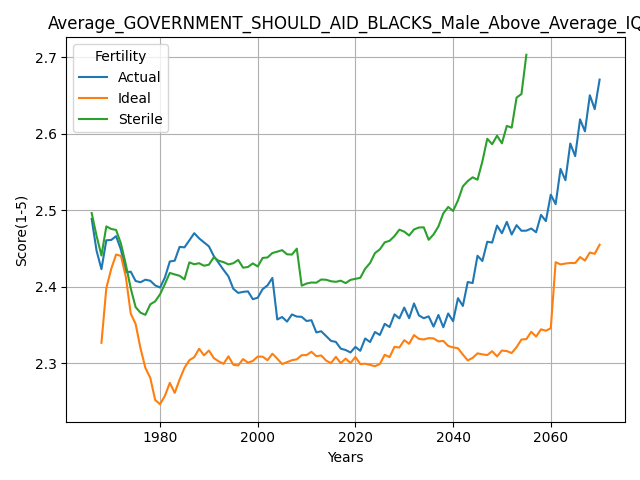 Average_GOVERNMENT_SHOULD_AID_BLACKS_Male_Above_Average_IQ
2.7
2.6
2.5
2.4
2.3
Score(1-5)
Fertility
Actual
Ideal
Sterile
1980
2000
2020
2040
2060
Years